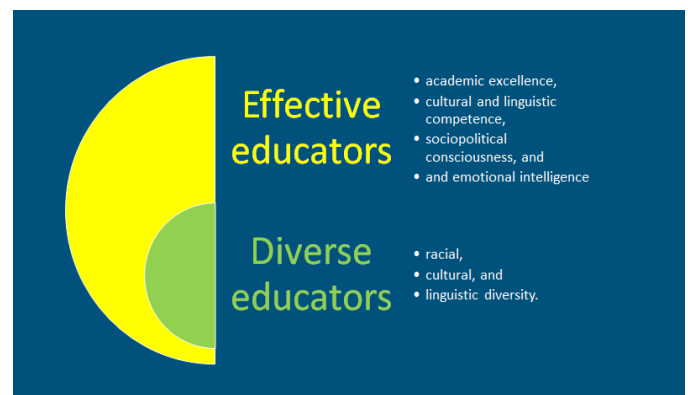 Effective
educators
• academic excellence,
• cultural and linguistic
competence,
• sociopolitical
consciousness, and
• and emotional intelligence
Diverse
educators
• racial,
• cultural, and
• linguistic diversity.